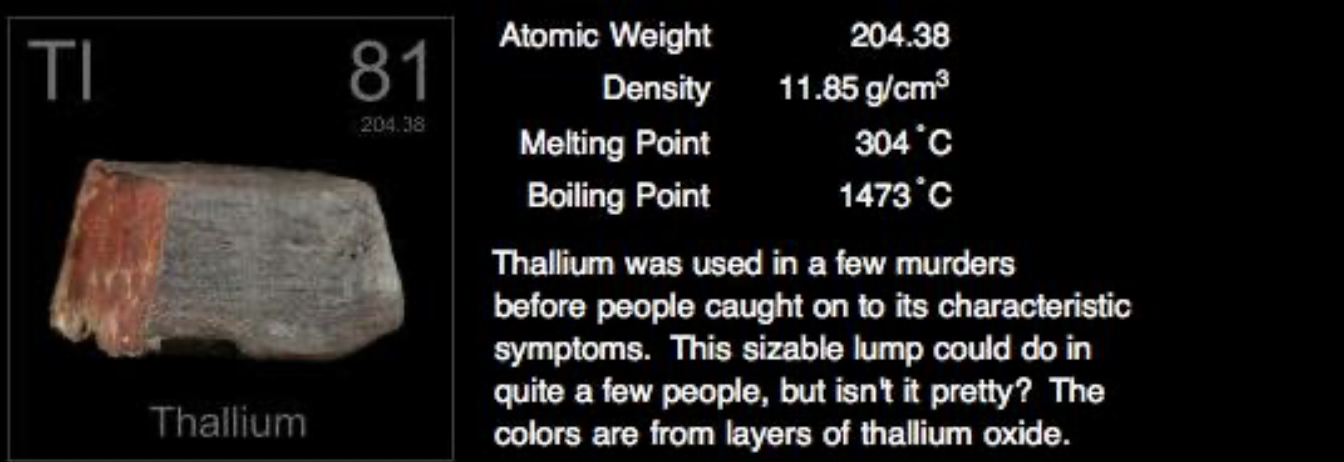 Tl 81
204.38
Thallium
Atomic Weight 204.38
Density 11.85 g/cm³
Melting Point 304 ˚C
Boiling Point 1473 ˚C
Thallium was used in a few murders
before people caught on to its characteristic
symptoms.  This sizable lump could do in
quite a few people, but isn't it pretty?  The
colors are from layers of thallium oxide.